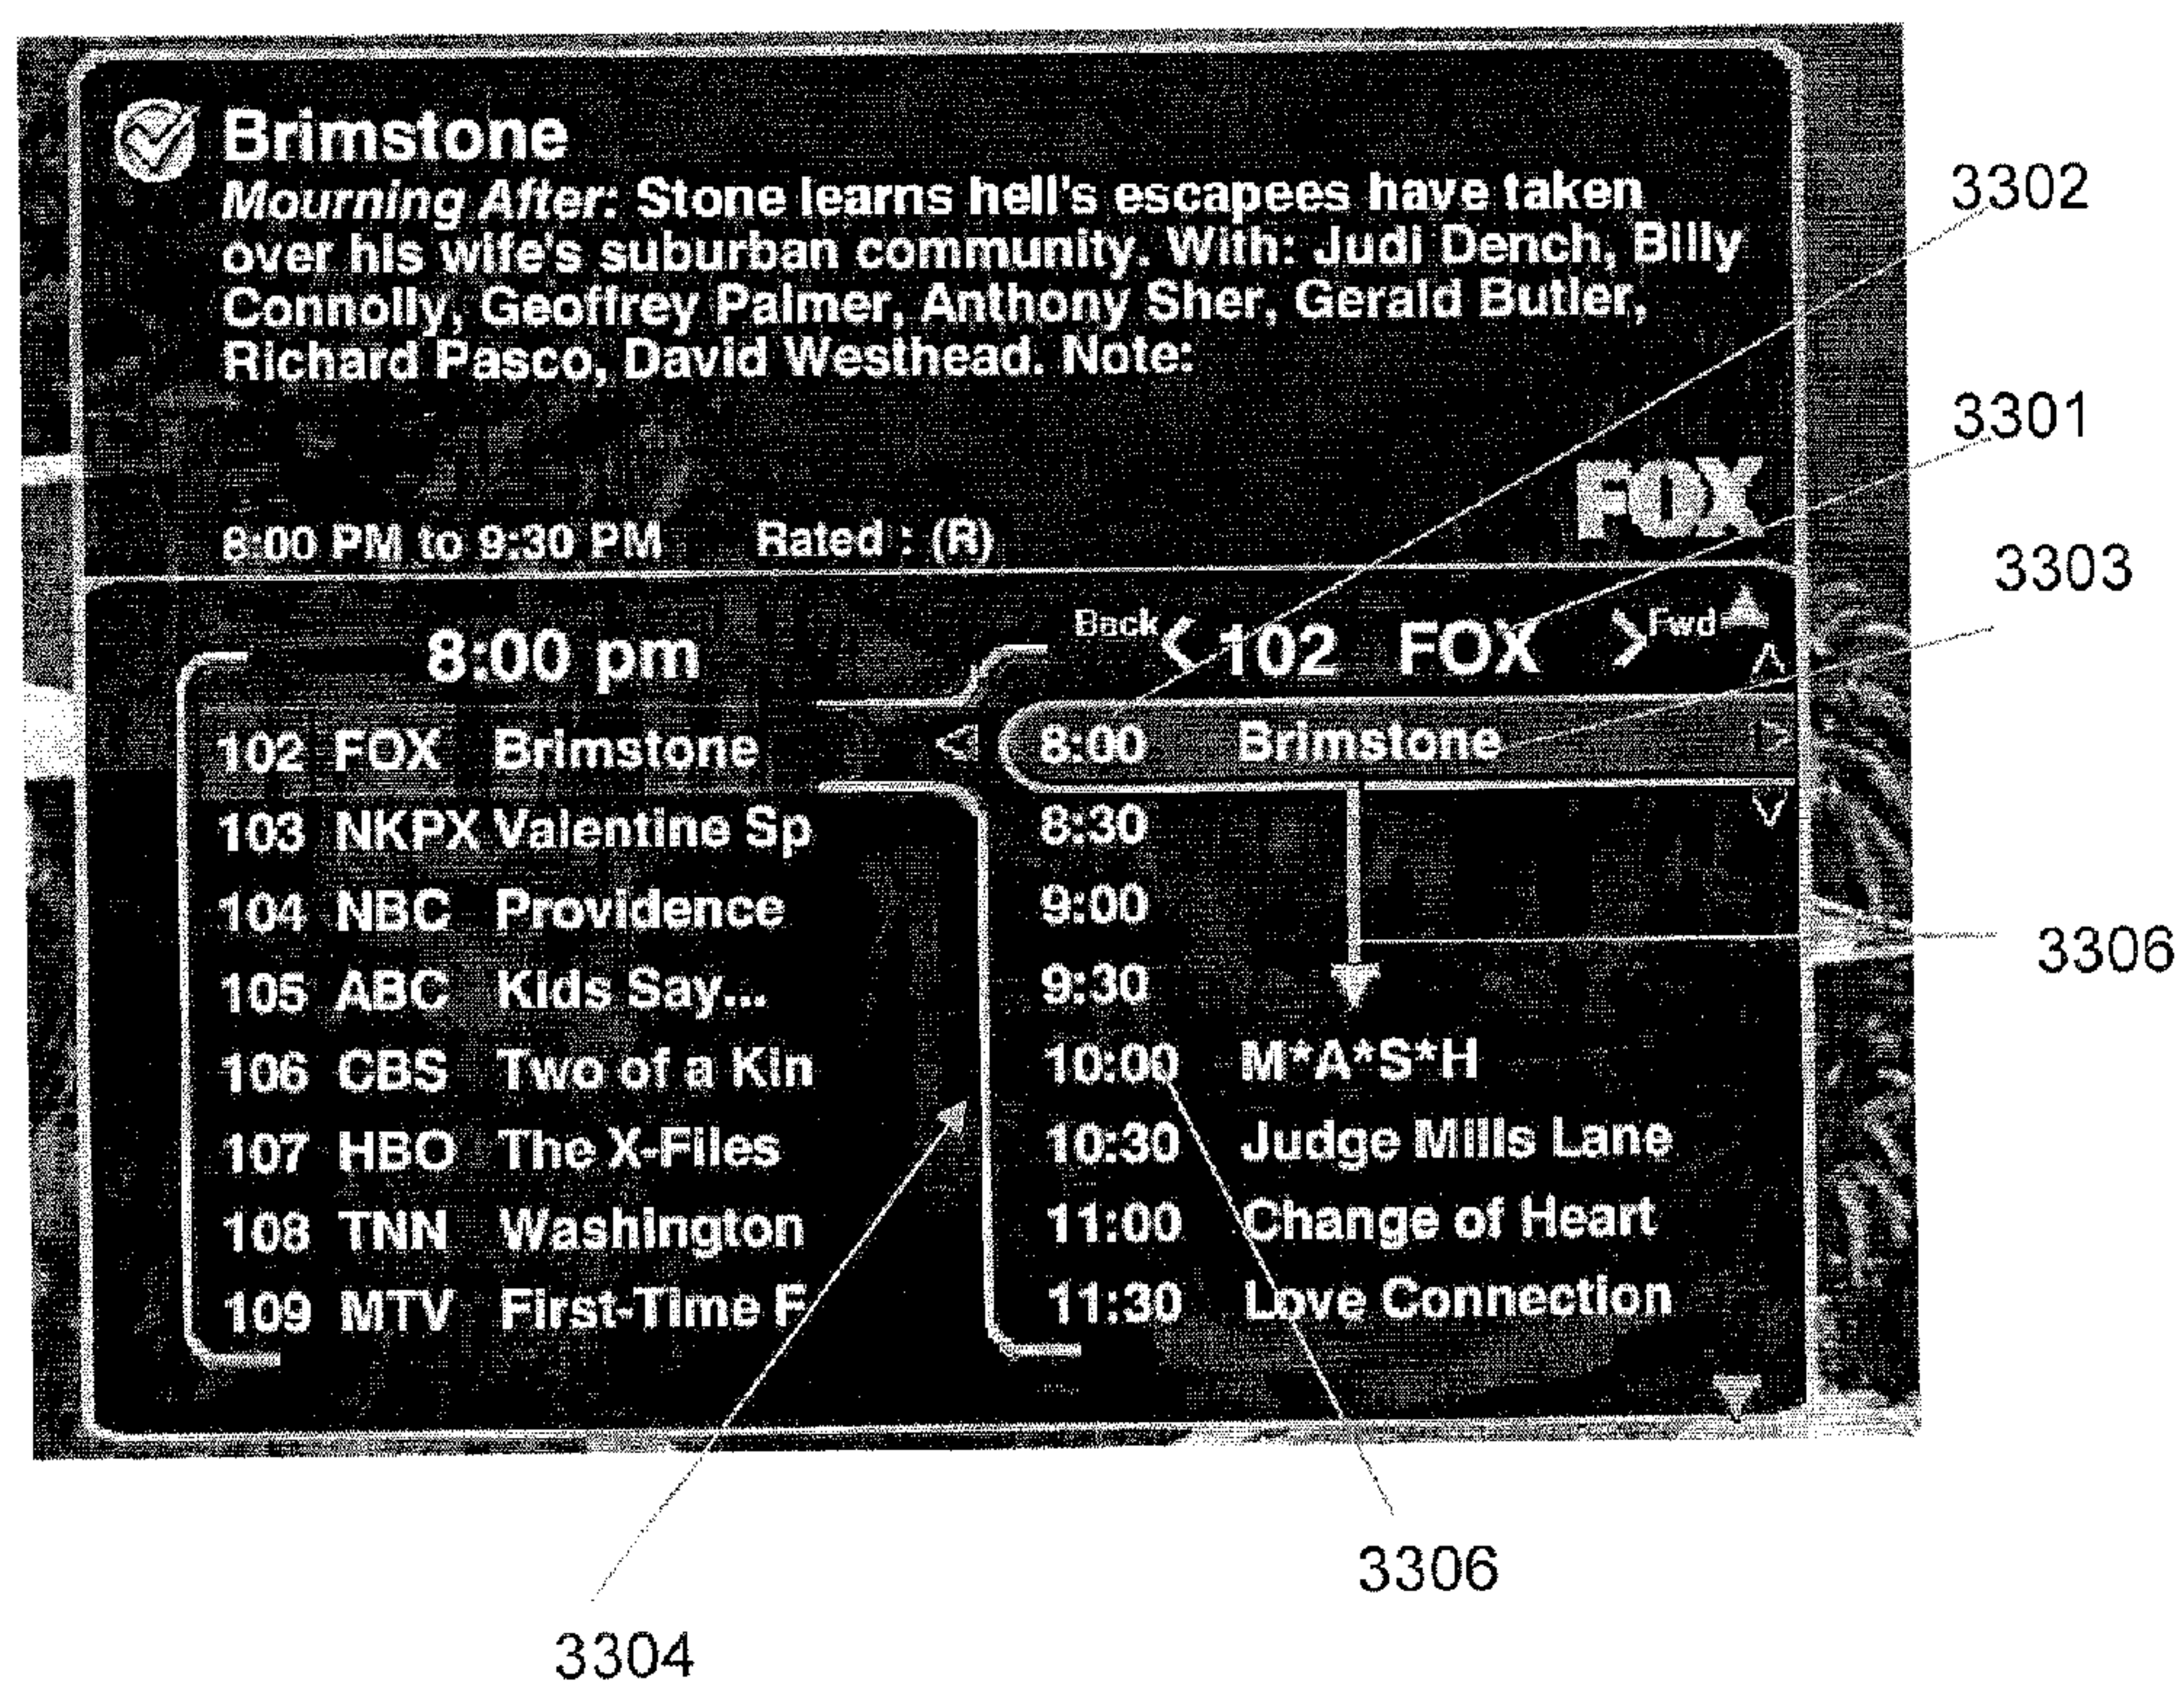 Brimstone
Mourning After: Stone learns hell's escapees have taken
over his wife's suburban community. With: Judi Dench, Billy
Connolly, Geoffrey Palmer, Anthony Sher, Gerald Butler,
Richard Pasco, David Westhead. Note:
FOX
8:00 PM to 9:30 PM Rated : (R)
8:00 pm
102 FOX Brimstone
103 NKPX Valentine Sp
104 NBC Providence
105 ABC Kids Say...
106 CBS Two of a Kin
107 HBO The X-Files
108 TNN Washington
109 MTV First-Time F
Back < 102 FOX > Fwd
8:00 Brimstone
8:30
9:00
9:30
10:00 M*A*S*H
10:30 Judge Mills Lane
11:00 Change of Heart
11:30 Love Connection
3302
3301
3303
3306
3306
3304